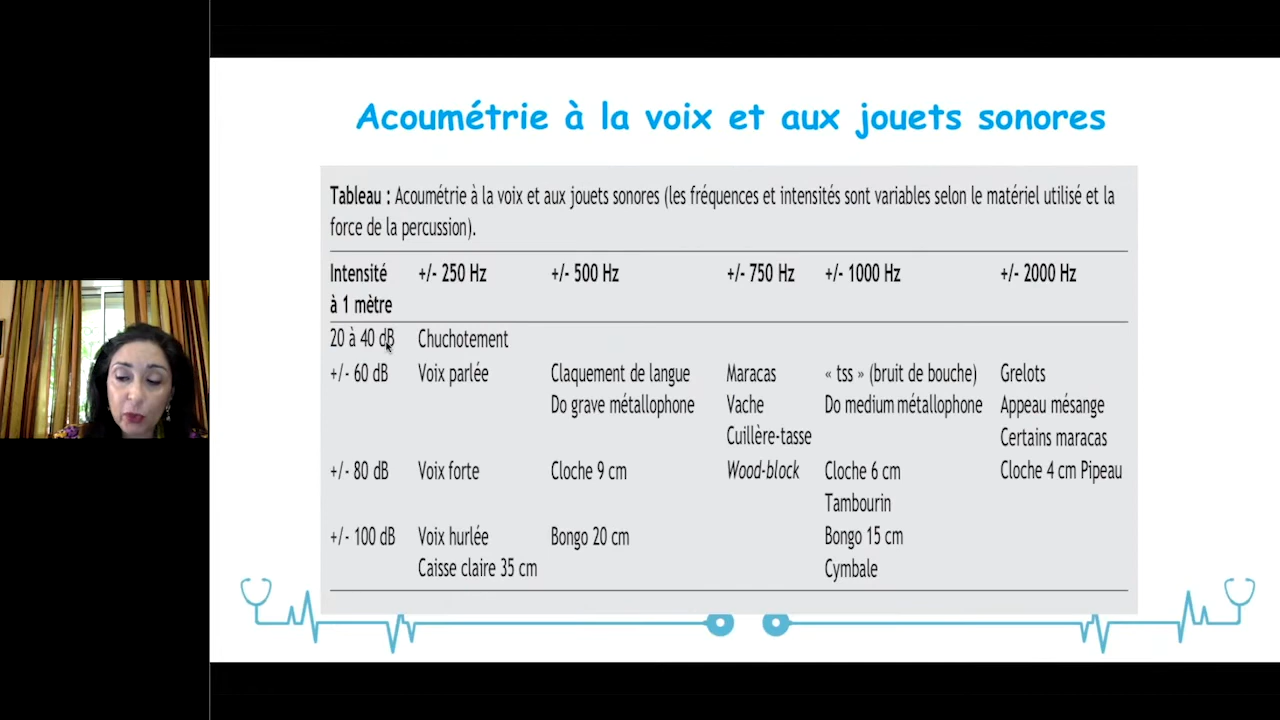 Acoumétrie à la voix et aux jouets sonores
Tableau : Acoumétrie à la voix et aux jouets sonores (les fréquences et intensités sont variables selon le matériel utilisé et la
force de la percussion).
Intensité +/- 250 Hz +/- 500 Hz +/- 750 Hz +/- 1000 Hz +/- 2000 Hz
à 1 mètre
20 à 40 dB Chuchotement
+/- 60 dB Voix parlée Claquement de langue Maracas « tss » (bruit de bouche) Grelots
Do grave métallophone Vache Do medium métallophone Appeau mésange
Cuillère-tasse Certains maracas
+/- 80 dB Voix forte Cloche 9 cm Wood-block Cloche 6 cm Cloche 4 cm Pipeau
Tambourin
+/- 100 dB Voix hurlée Bongo 20 cm Bongo 15 cm
Caisse claire 35 cm Cymbale